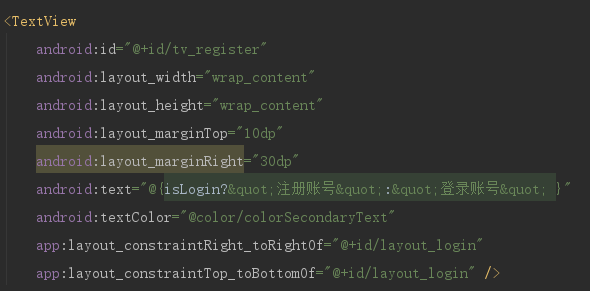 <TextView
android:id="@+id/tv_register"
android:layout_width="wrap_content"
android:layout_height="wrap_content"
android:layout_marginTop="10dp"
android:layout_marginRight="30dp"
android:text="@{isLogin?&quot;注册账号&quot;:&quot;登录账号&quot; }"
android:textColor="@color/colorSecondaryText"
app:layout_constraintRight_toRightOf="@+id/layout_login"
app:layout_constraintTop_toBottomOf="@+id/layout_login" />